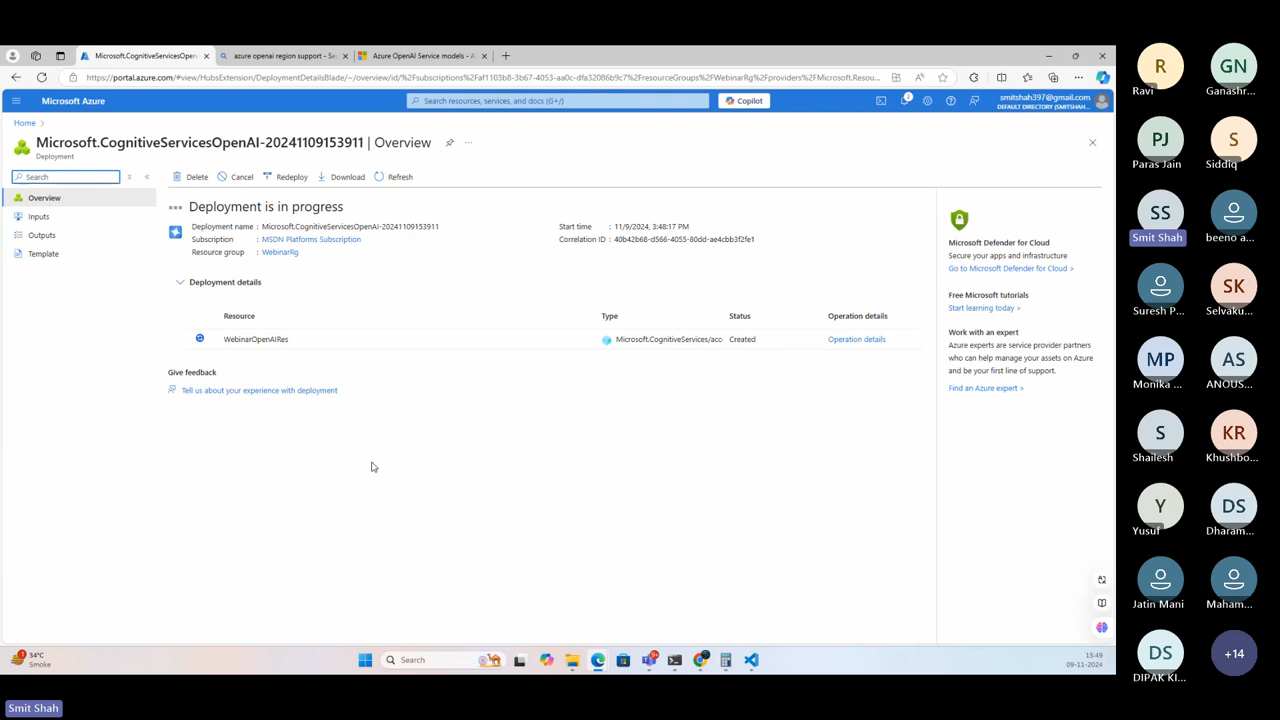 Microsoft.CognitiveServicesOpen
azure openai region support - Se
Azure OpenAI Service models - A
https://portal.azure.com/#view/HubsExtension/DeploymentDetailsBlade/~/overview/id/%2Fsubscriptions%2Faf1103b8-3b67-4053-aa0c-dfa32086b9c7%2FresourceGroups%2FWebinarRg%2Fproviders%2FMicrosoft.Resou...
Microsoft Azure
Search resources, services, and docs (G+/)
Copilot
2
smitshah397@gmail.com
DEFAULT DIRECTORY (SMITSHAH...
Home
Microsoft.CognitiveServicesOpenAI-20241109153911 | Overview
Deployment
Search
Delete
Cancel
Redeploy
Download
Refresh
Overview
Inputs
Outputs
Template
Deployment is in progress
Deployment name : Microsoft.CognitiveServicesOpenAI-20241109153911
Subscription : MSDN Platforms Subscription
Resource group : WebinarRg
Start time : 11/9/2024, 3:48:17 PM
Correlation ID : 40b42b68-d566-4055-80dd-ae4cbb3f2fe1
Deployment details
Resource Type Status Operation details
WebinarOpenAIRes Microsoft.CognitiveServices/acc Created Operation details
Give feedback
Tell us about your experience with deployment
Microsoft Defender for Cloud
Secure your apps and infrastructure
Go to Microsoft Defender for Cloud >
Free Microsoft tutorials
Start learning today >
Work with an expert
Azure experts are service provider partners
who can help manage your assets on Azure
and be your first line of support.
Find an Azure expert >
1
34°C
Smoke
Search
15:49
09-11-2024
Smit Shah
R
Ravi
GN
Ganashr...
PJ
Paras Jain
S
Siddiq
SS
Smit Shah
beeno a...
Suresh P...
SK
Selvaku...
MP
Monika ...
AS
ANOUS...
S
Shailesh
KR
Khushbo...
Y
Yusuf
DS
Dharam...
Jatin Mani
Maham...
DS
DIPAK KI...
+14